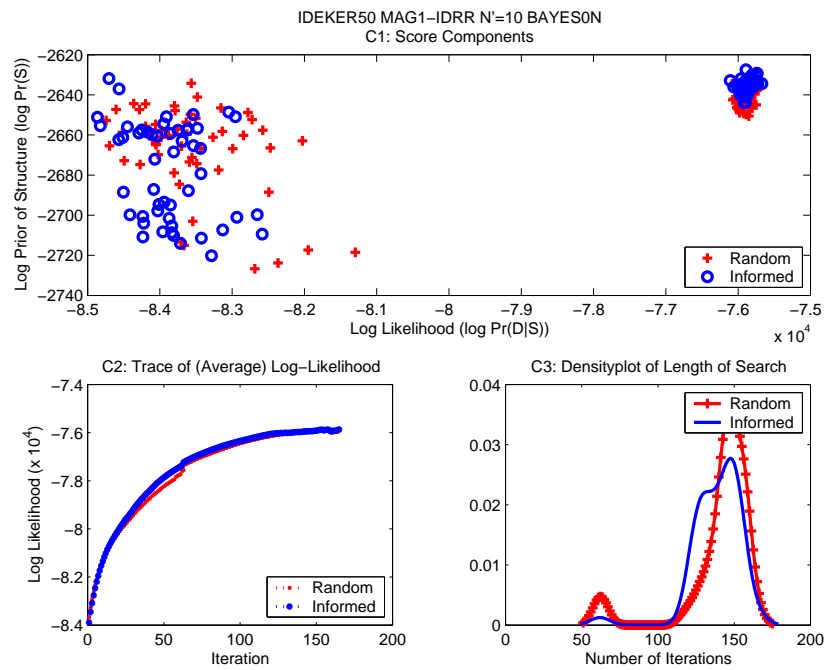 IDEKER50 MAG1−IDRR N'=10 BAYES0N
C1: Score Components
Log Prior of Structure (log Pr(S))
−2620
−2640
−2660
−2680
−2700
−2720
−2740
−8.5
−8.4
−8.3
−8.2
−8.1
−8
−7.9
−7.8
−7.7
−7.6
−7.5
x 10⁴
Log Likelihood (log Pr(D|S))
Random
Informed
C2: Trace of (Average) Log−Likelihood
Log Likelihood (x 10⁴)
−7.4
−7.6
−7.8
−8
−8.2
−8.4
0
50
100
150
200
Iteration
Random
Informed
C3: Densityplot of Length of Search
0.04
0.03
0.02
0.01
0
0
50
100
150
200
Number of Iterations
Random
Informed